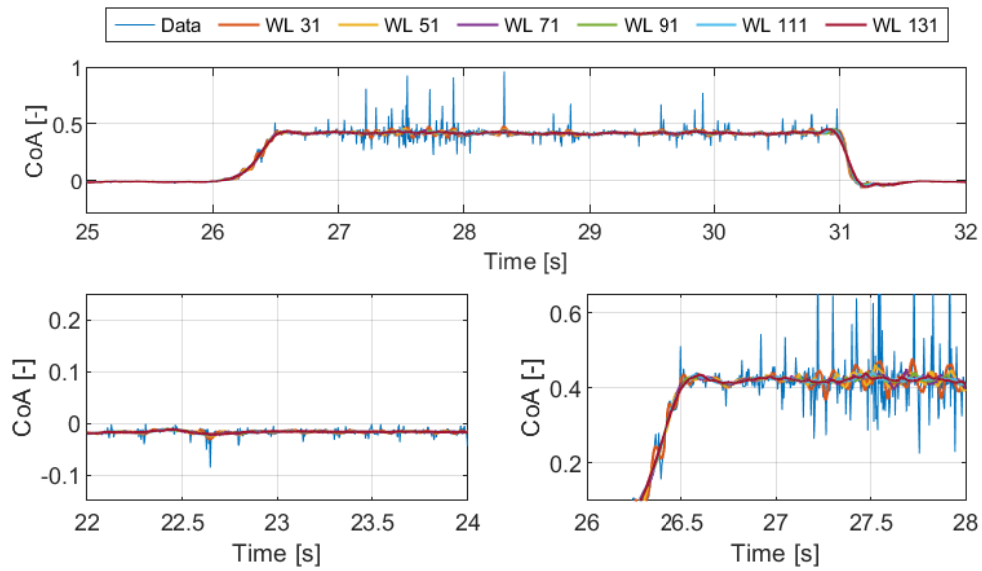 Data WL 31 WL 51 WL 71 WL 91 WL 111 WL 131
1
0.5
0
CoA [-]
25 26 27 28 29 30 31 32
Time [s]
0.2
0.1
0
-0.1
CoA [-]
22 22.5 23 23.5 24
Time [s]
0.6
0.4
0.2
CoA [-]
26 26.5 27 27.5 28
Time [s]